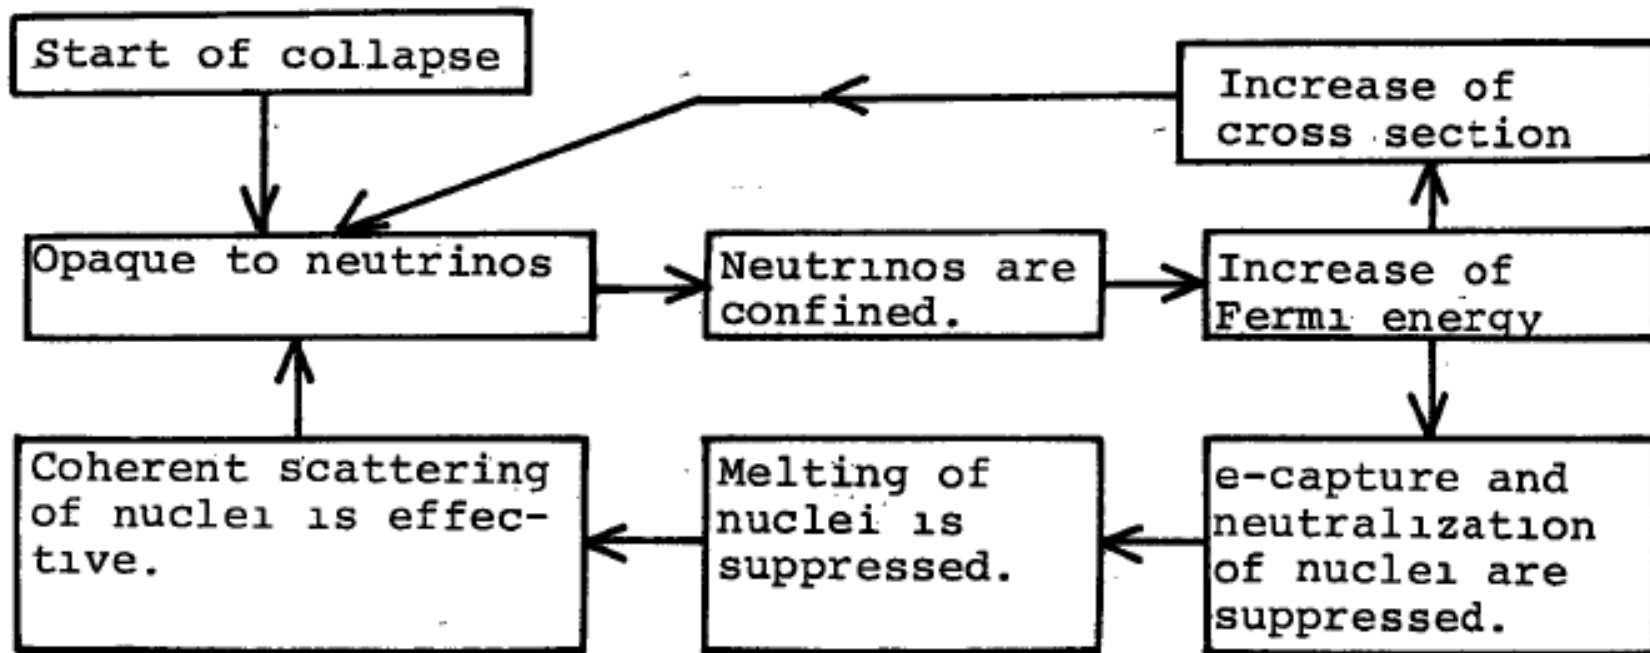 Start of collapse
Increase of
cross section
Opaque to neutrinos
Neutrinos are
confined.
Increase of
Fermi energy
Coherent scattering
of nuclei is effec-
tive.
Melting of
nuclei is
suppressed.
e-capture and
neutralization
of nuclei are
suppressed.